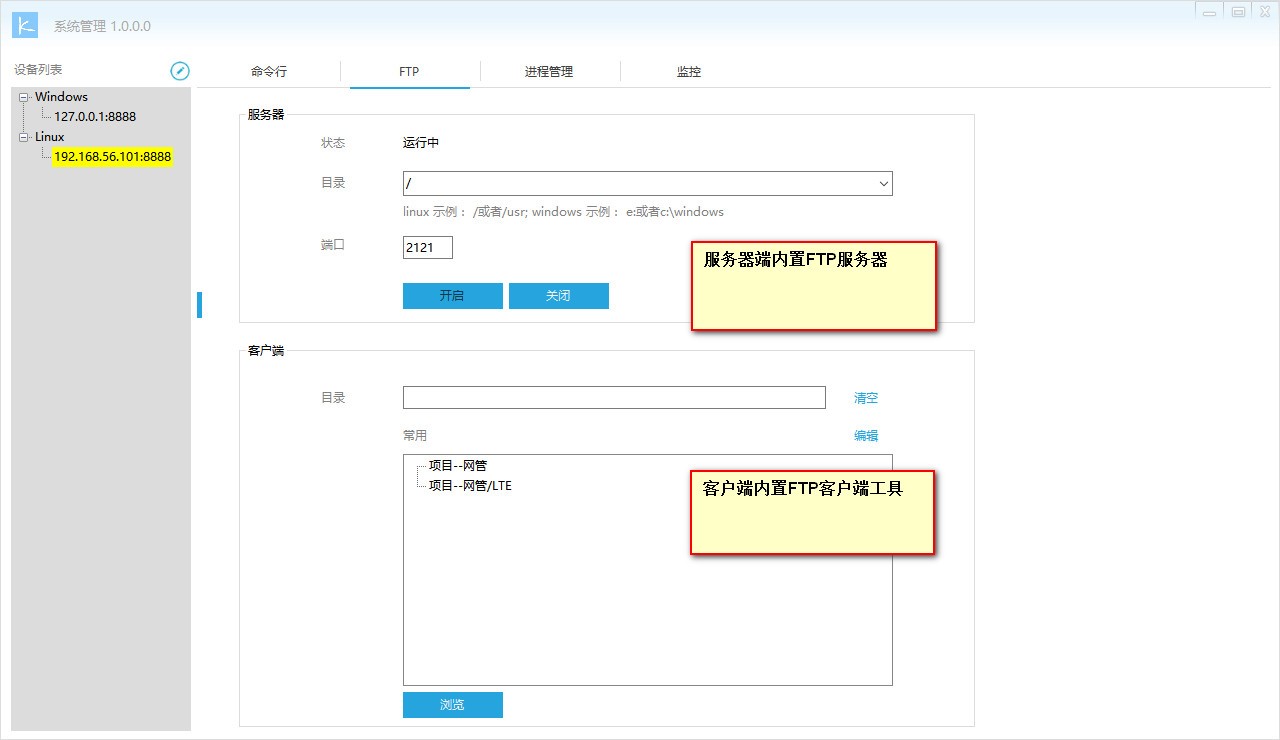 系统管理 1.0.0.0
设备列表
命令行
FTP
进程管理
监控
Windows
127.0.0.1:8888
Linux
192.168.56.101:8888
服务器
状态
运行中
目录
/
linux 示例 : /或者/usr; windows 示例 : e:或者c:\windows
端口
2121
开启
关闭
服务器端内置FTP服务器
客户端
目录
清空
常用
编辑
项目--网管
项目--网管/LTE
客户端内置FTP客户端工具
浏览